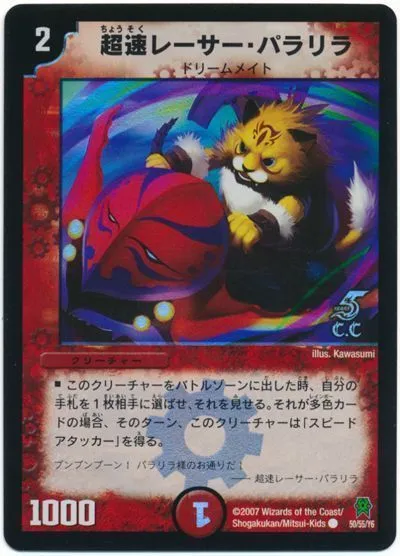 2
ちょうそく
超速レーサー・パラリラ
ドリームメイト
5
C.C
illus. Kawasumi
クリーチャー
■ このクリーチャーをバトルゾーンに出した時、自分の
手札を1枚相手に選ばせ、それを見せる。それが多色カー
ドの場合、そのターン、このクリーチャーは「スピード
アタッカー」を得る。
ブンブンブーン! パラリラ様のお通りだ!
——超速レーサー・パラリラ
1000
1
©2007 Wizards of the Coast/
Shogakukan/Mitsui-Kids
50/55/Y6